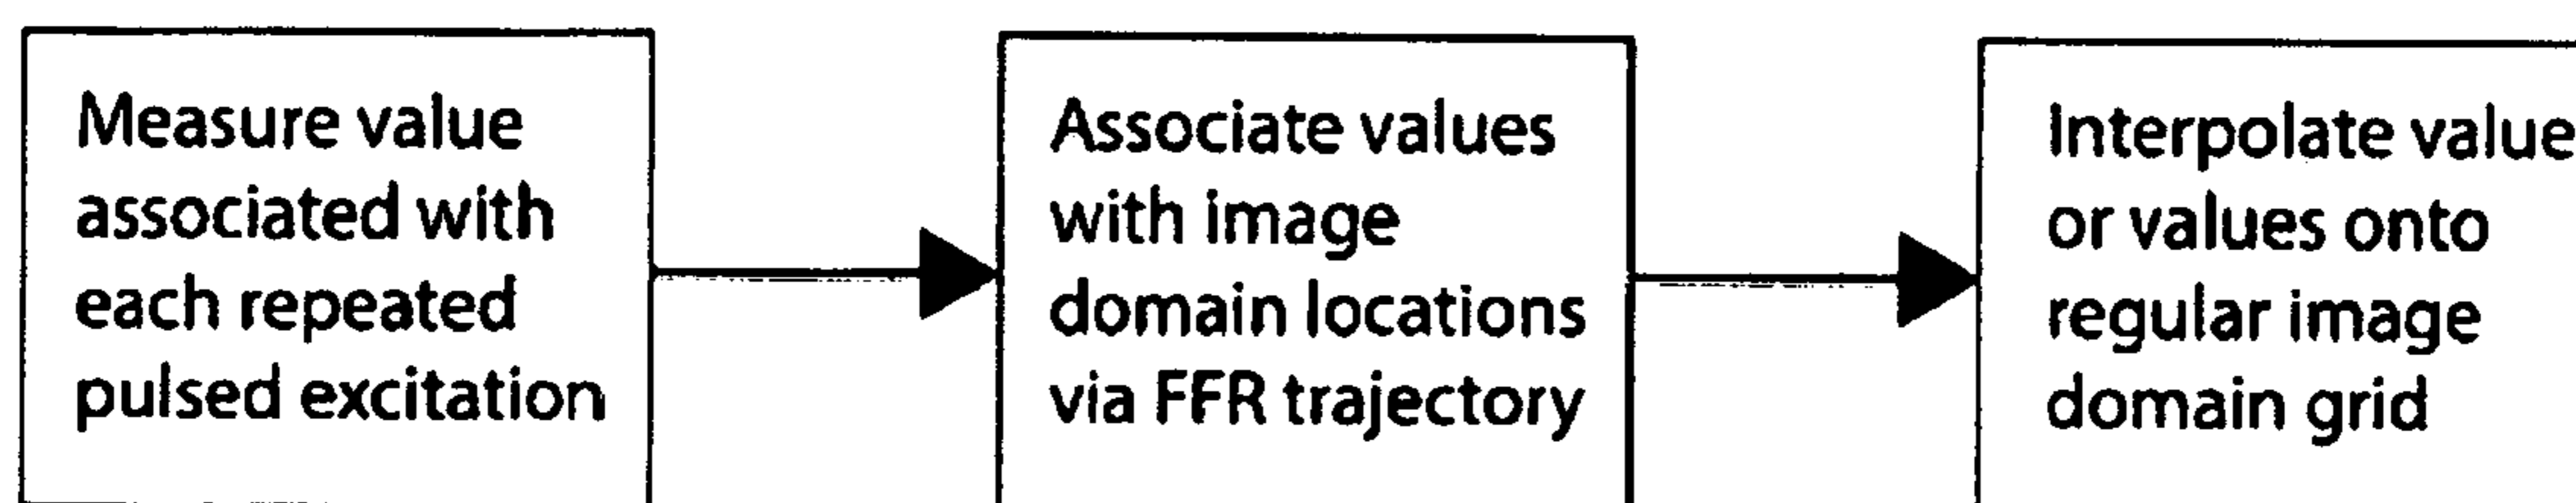 Measure value
associated with
each repeated
pulsed excitation
Associate values
with image
domain locations
via FFR trajectory
Interpolate value
or values onto
regular image
domain grid